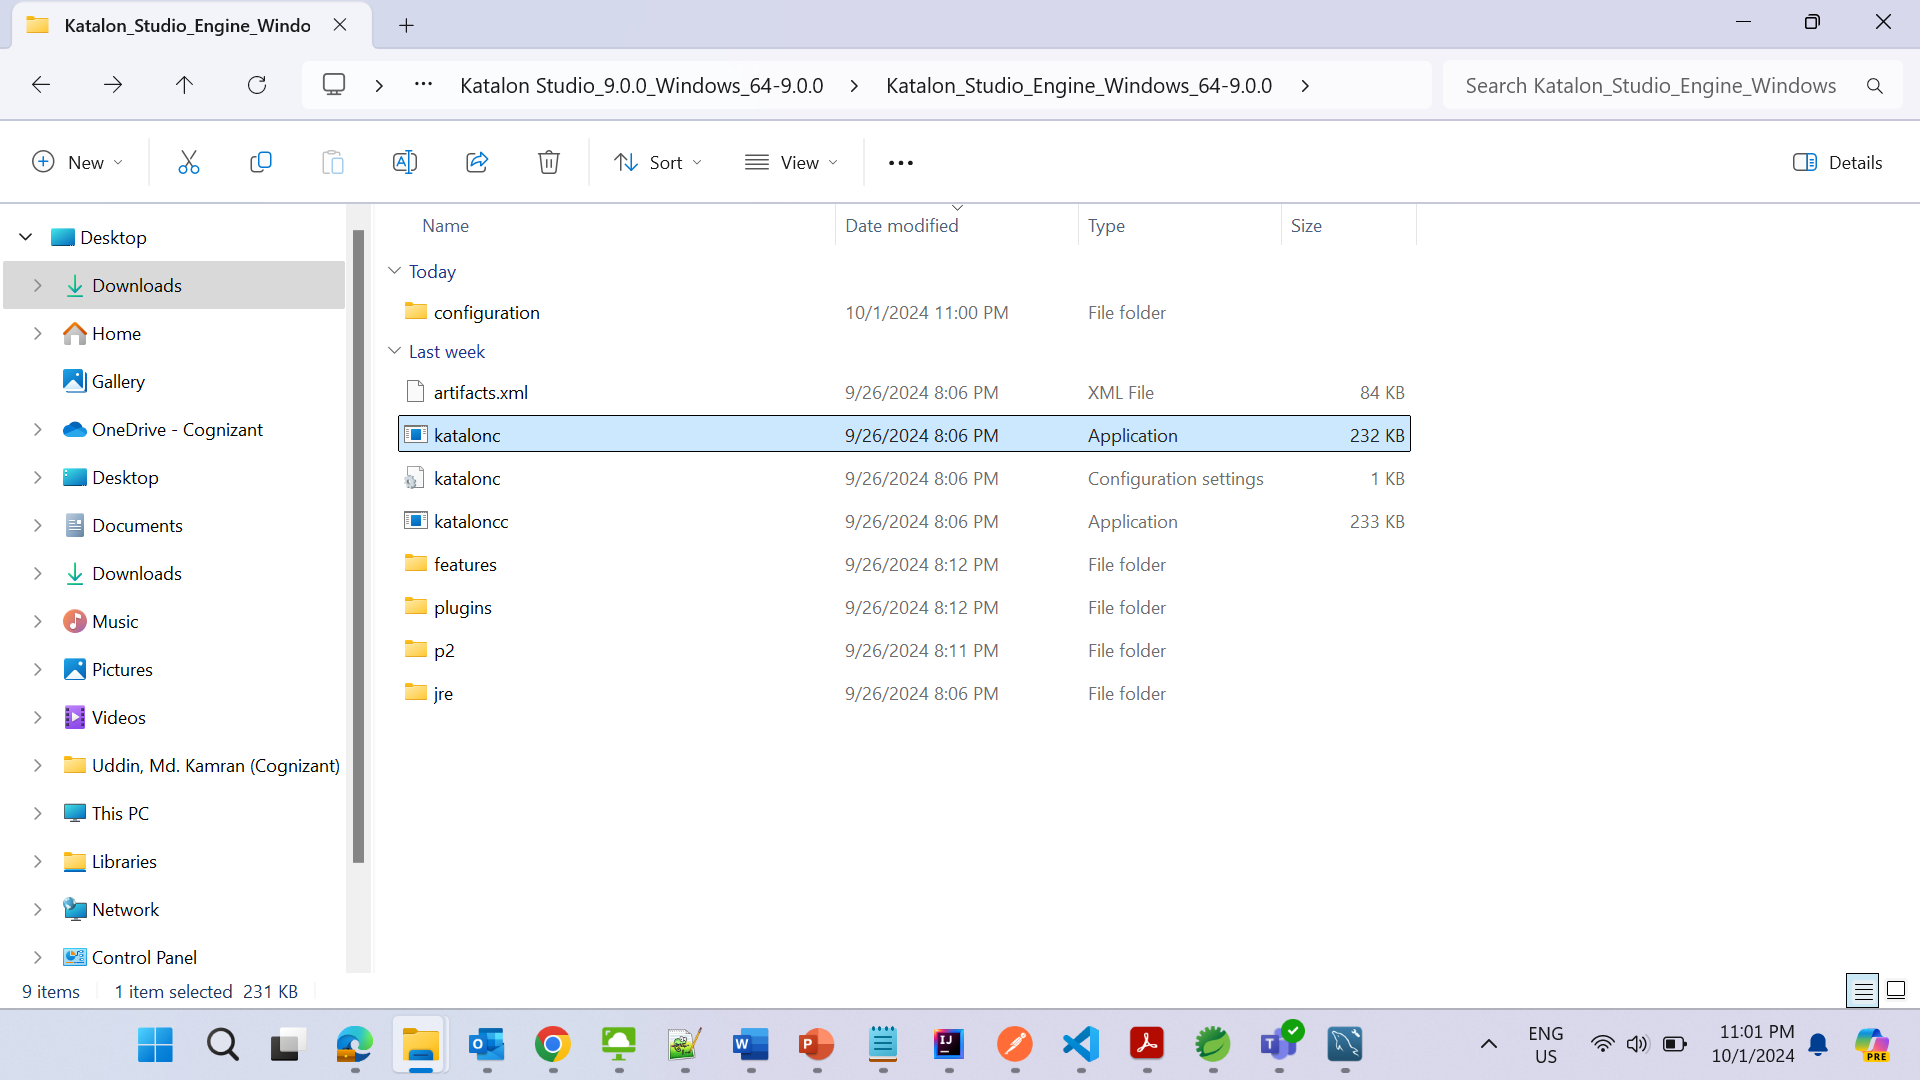 Katalon_Studio_Engine_Windo
Katalon Studio_9.0.0_Windows_64-9.0.0
Katalon_Studio_Engine_Windows_64-9.0.0
Search Katalon_Studio_Engine_Windows
New
Sort
View
Details
Desktop
Downloads
Home
Gallery
OneDrive - Cognizant
Desktop
Documents
Downloads
Music
Pictures
Videos
Uddin, Md. Kamran (Cognizant)
This PC
Libraries
Network
Control Panel
Name Date modified Type Size
Today
configuration 10/1/2024 11:00 PM File folder
Last week
artifacts.xml 9/26/2024 8:06 PM XML File 84 KB
katalonc 9/26/2024 8:06 PM Application 232 KB
katalonc 9/26/2024 8:06 PM Configuration settings 1 KB
kataloncc 9/26/2024 8:06 PM Application 233 KB
features 9/26/2024 8:12 PM File folder
plugins 9/26/2024 8:12 PM File folder
p2 9/26/2024 8:11 PM File folder
jre 9/26/2024 8:06 PM File folder
9 items 1 item selected 231 KB
ENG
US
11:01 PM
10/1/2024
PRE